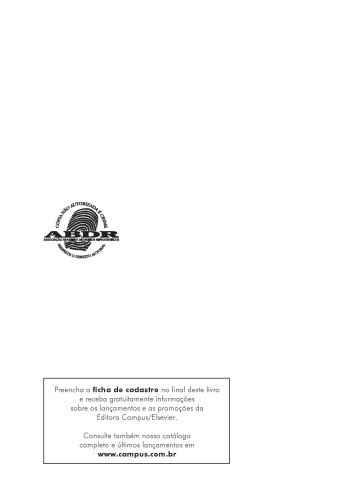 CÓPIA NÃO AUTORIZADA É CRIME
ABDR
ASSOCIAÇÃO BRASILEIRA DE DIREITOS REPROGRÁFICOS
RESPEITE O DIREITO AUTORAL
Preencha a ficha de cadastro no final deste livro
e receba gratuitamente informações
sobre os lançamentos e as promoções da
Editora Campus/Elsevier.
Consulte também nosso catálogo
completo e últimos lançamentos em
www.campus.com.br